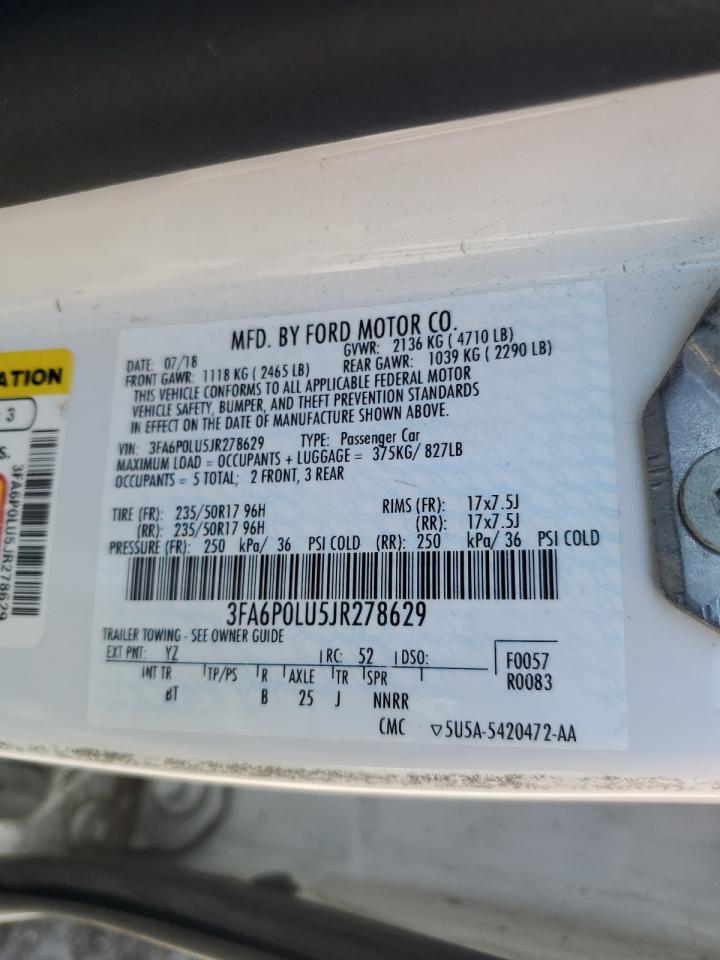 MFD. BY FORD MOTOR CO.
DATE: 07/18 GVWR: 2136 KG ( 4710 LB)
FRONT GAWR: 1118 KG ( 2465 LB) REAR GAWR: 1039 KG ( 2290 LB)
THIS VEHICLE CONFORMS TO ALL APPLICABLE FEDERAL MOTOR
VEHICLE SAFETY, BUMPER, AND THEFT PREVENTION STANDARDS
IN EFFECT ON THE DATE OF MANUFACTURE SHOWN ABOVE.
VIN: 3FA6P0LU5JR278629 TYPE: Passenger Car
MAXIMUM LOAD = OCCUPANTS + LUGGAGE = 375KG/ 827LB
OCCUPANTS = 5 TOTAL; 2 FRONT, 3 REAR
TIRE (FR): 235/50R17 96H RIMS (FR): 17x7.5J
(RR): 235/50R17 96H (RR): 17x7.5J
PRESSURE (FR): 250 kPa/ 36 PSI COLD (RR): 250 kPa/ 36 PSI COLD
3FA6P0LU5JR278629
TRAILER TOWING - SEE OWNER GUIDE
EXT PNT: YZ RC: 52 DSO: F0057
INT TR TP/PS R AXLE TR SPR R0083
BT B 25 J NNRR
CMC ▽5U5A-5420472-AA
ATION
3
S.
3FA6P0LU5JR278629